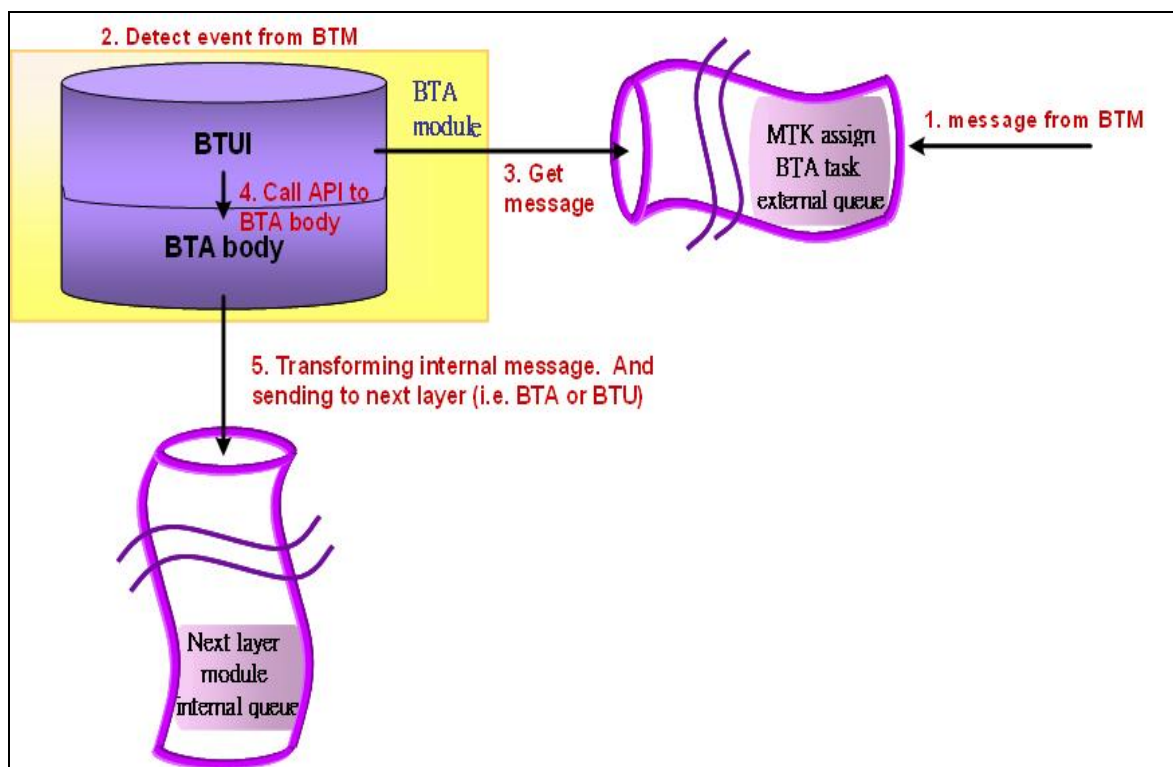 2. Detect event from BTM
BTUI
BTA
module
4. Call API to
BTA body
BTA body
3. Get
message
MTK assign
BTA task
external queue
1. message from BTM
5. Transforming internal message. And
sending to next layer (i.e. BTA or BTU)
Next layer
module
internal queue